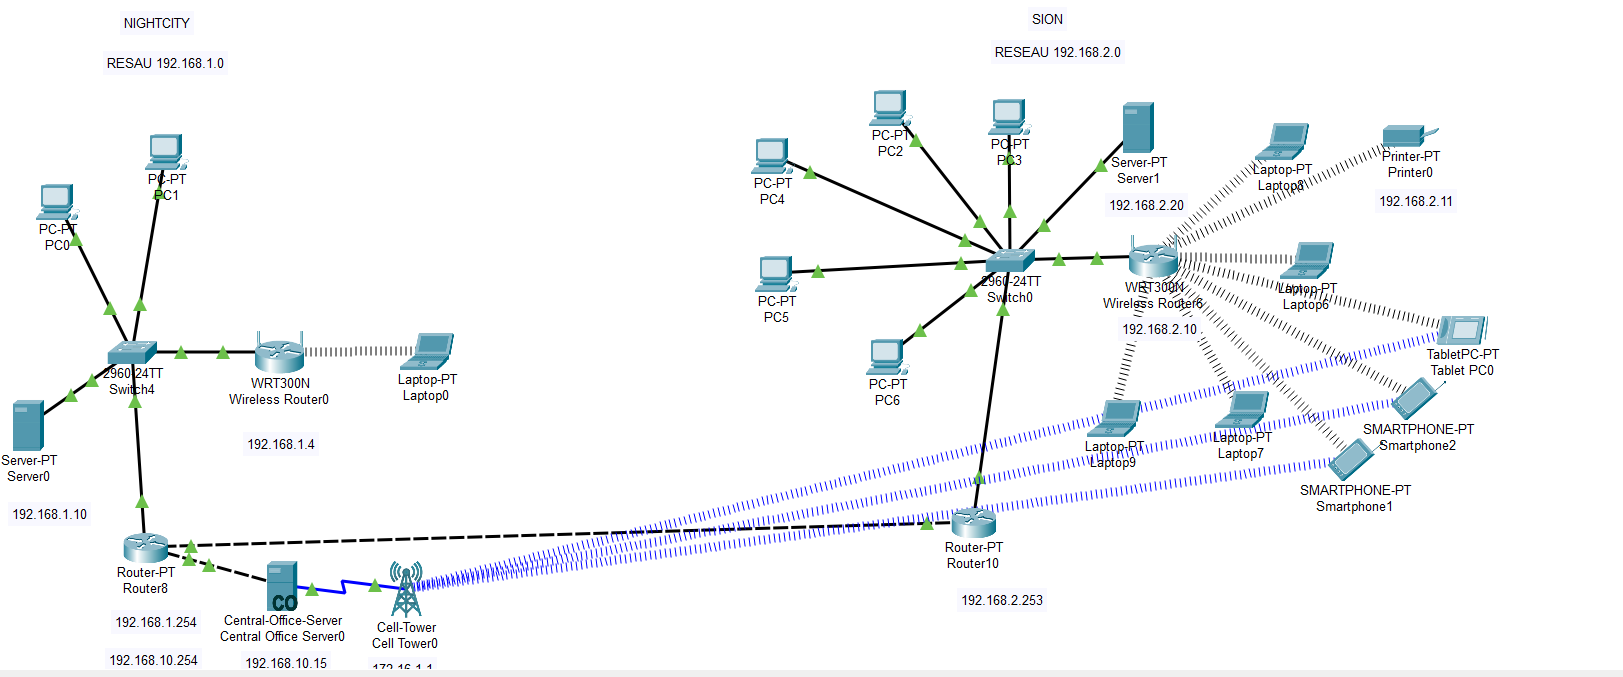 NIGHTCITY
RESAU 192.168.1.0
SION
RESEAU 192.168.2.0
PC-PT
PC1
PC-PT
PC0
2960-24TT
Switch4
WRT300N
Wireless Router0
192.168.1.4
Laptop-PT
Laptop0
Server-PT
Server0
192.168.1.10
Router-PT
Router8
192.168.1.254
192.168.10.254
CO
Central-Office-Server
Central Office Server0
192.168.10.15
Cell-Tower
Cell Tower0
172.16.1.1
PC-PT
PC2
PC-PT
PC3
PC-PT
PC4
PC-PT
PC5
PC-PT
PC6
Server-PT
Server1
192.168.2.20
2960-24TT
Switch0
WRT300N
Wireless Router6
192.168.2.10
Laptop-PT
Laptop8
Printer-PT
Printer0
192.168.2.11
Laptop-PT
Laptop6
TabletPC-PT
Tablet PC0
SMARTPHONE-PT
Smartphone2
SMARTPHONE-PT
Smartphone1
Laptop-PT
Laptop7
Laptop-PT
Laptop9
Router-PT
Router10
192.168.2.253